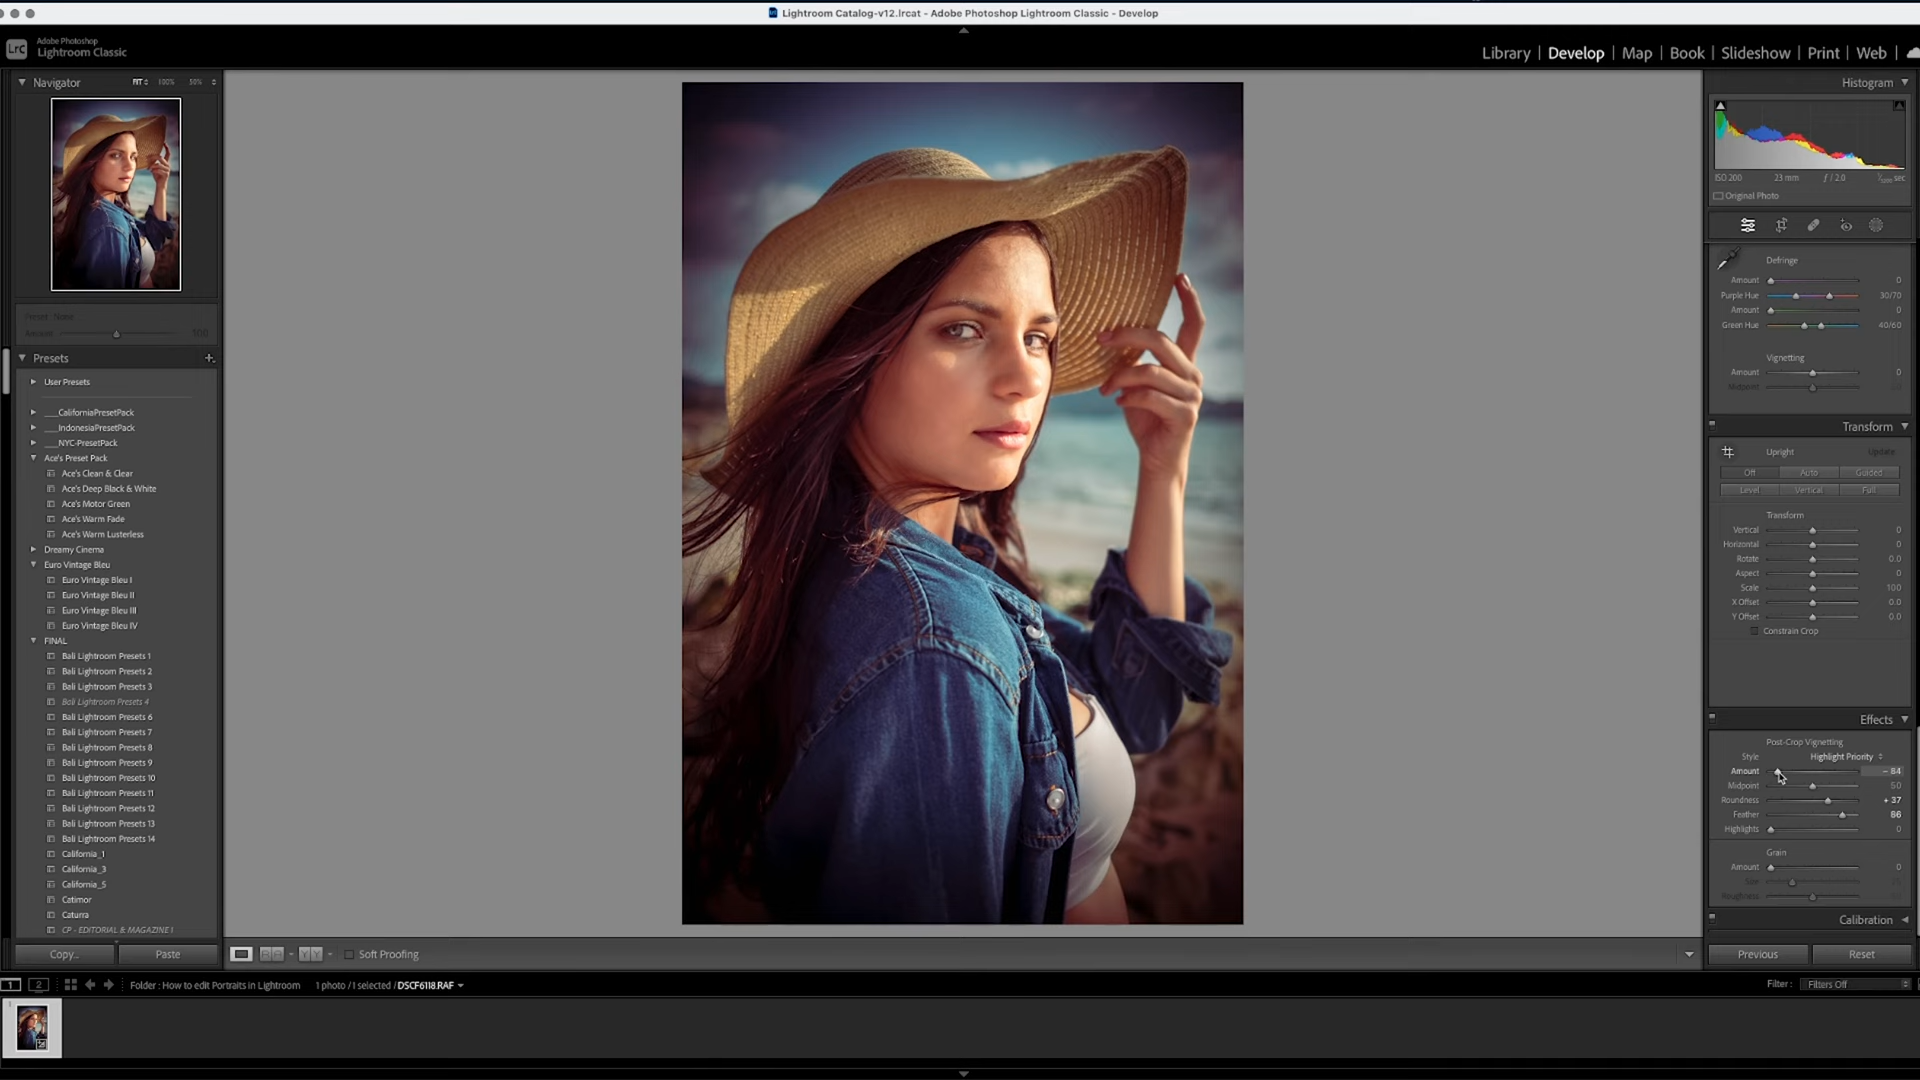 Lightroom Catalog-v12.lrcat - Adobe Photoshop Lightroom Classic - Develop
LrC
Adobe Photoshop
Lightroom Classic
Library | Develop | Map | Book | Slideshow | Print | Web
Navigator FIT 100% 50%
Preset: None
Amount 100
Presets
User Presets
___CaliforniaPresetPack
___IndonesiaPresetPack
___NYC-PresetPack
Ace's Preset Pack
Ace's Clean & Clear
Ace's Deep Black & White
Ace's Motor Green
Ace's Warm Fade
Ace's Warm Lusterless
Dreamy Cinema
Euro Vintage Bleu
Euro Vintage Bleu I
Euro Vintage Bleu II
Euro Vintage Bleu III
Euro Vintage Bleu IV
FINAL
Bali Lightroom Presets 1
Bali Lightroom Presets 2
Bali Lightroom Presets 3
Bali Lightroom Presets 4
Bali Lightroom Presets 6
Bali Lightroom Presets 7
Bali Lightroom Presets 8
Bali Lightroom Presets 9
Bali Lightroom Presets 10
Bali Lightroom Presets 11
Bali Lightroom Presets 12
Bali Lightroom Presets 13
Bali Lightroom Presets 14
California_1
California_3
California_5
Catimor
Caturra
CP - EDITORIAL & MAGAZINE I
Copy... Paste
Soft Proofing
Histogram
ISO 200 23 mm ƒ / 2.0 sec
Original Photo
Defringe
Amount 0
Purple Hue 30/70
Amount 0
Green Hue 40/60
Vignetting
Amount 0
Midpoint
Transform
Upright Update
Off Auto Guided
Level Vertical Full
Transform
Vertical 0
Horizontal 0
Rotate 0.0
Aspect 0
Scale 100
X Offset 0.0
Y Offset 0.0
Constrain Crop
Effects
Post-Crop Vignetting
Style Highlight Priority
Amount - 84
Midpoint 50
Roundness + 37
Feather 86
Highlights 0
Grain
Amount 0
Size
Roughness
Calibration
Previous Reset
1 2 Folder : How to edit Portraits in Lightroom 1 photo / 1 selected / DSCF6118.RAF
Filter : Filters Off